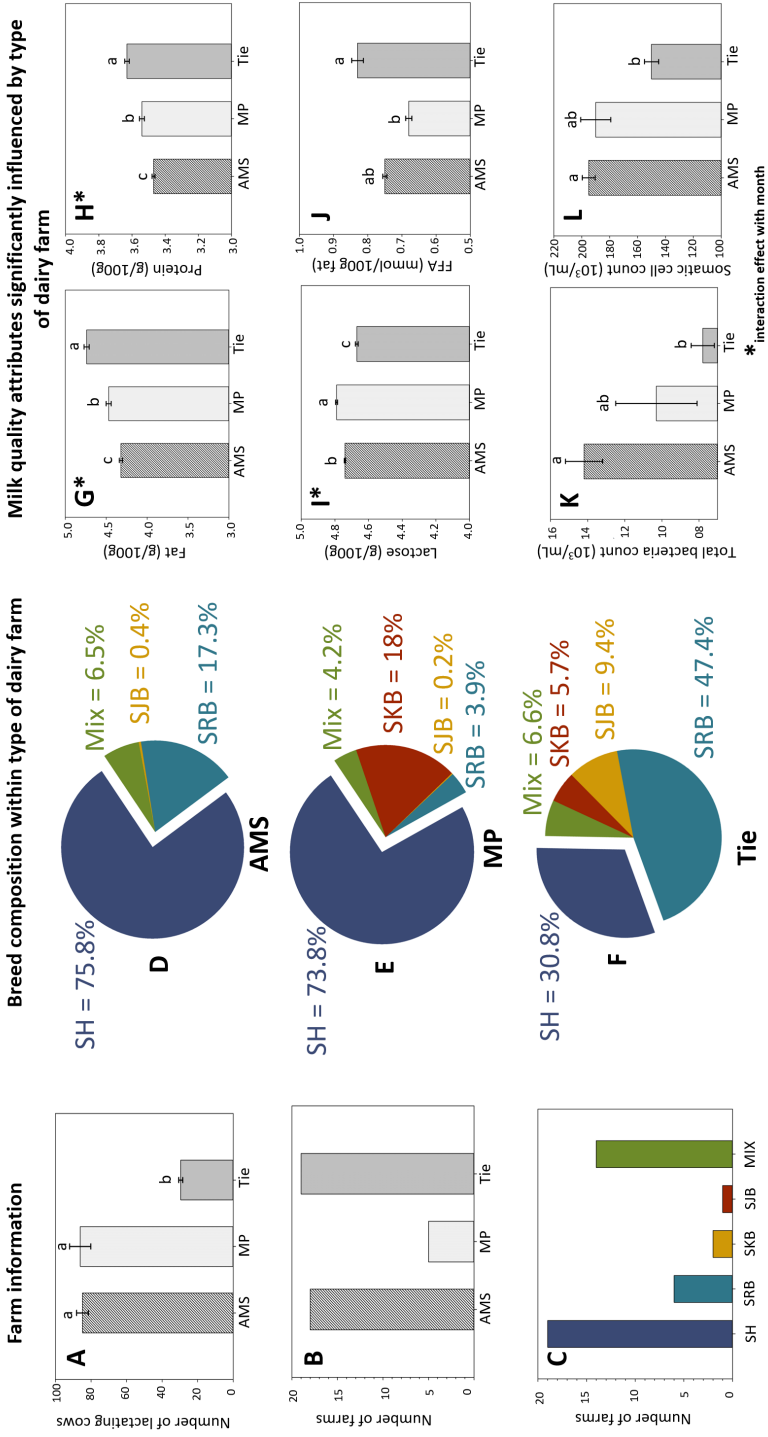 Farm information
Breed composition within type of dairy farm
Milk quality attributes significantly influenced by type
of dairy farm
A
Number of lactating cows
100
80
60
40
20
0
a
a
b
AMS
MP
Tie
B
Number of farms
20
15
10
5
0
AMS
MP
Tie
C
Number of farms
20
15
10
5
0
SH
SRB
SKB
SJB
MIX
D
SH = 75.8%
Mix = 6.5%
SJB = 0.4%
SRB = 17.3%
AMS
E
SH = 73.8%
Mix = 4.2%
SKB = 18%
SJB = 0.2%
SRB = 3.9%
MP
F
SH = 30.8%
Mix = 6.6%
SKB = 5.7%
SJB = 9.4%
SRB = 47.4%
Tie
G*
Fat (g/100g)
5.0
4.5
4.0
3.5
3.0
c
b
a
AMS
MP
Tie
H*
Protein (g/100g)
4.0
3.8
3.6
3.4
3.2
3.0
c
b
a
AMS
MP
Tie
I*
Lactose (g/100g)
5.0
4.8
4.6
4.4
4.2
4.0
b
a
c
AMS
MP
Tie
J
FFA (mmol/100g fat)
1.0
0.9
0.8
0.7
0.6
0.5
ab
b
a
AMS
MP
Tie
K
Total bacteria count (10³/mL)
16
14
12
10
08
a
ab
b
AMS
MP
Tie
L
Somatic cell count (10³/mL)
220
200
180
160
140
120
100
a
ab
b
AMS
MP
Tie
*interaction effect with month